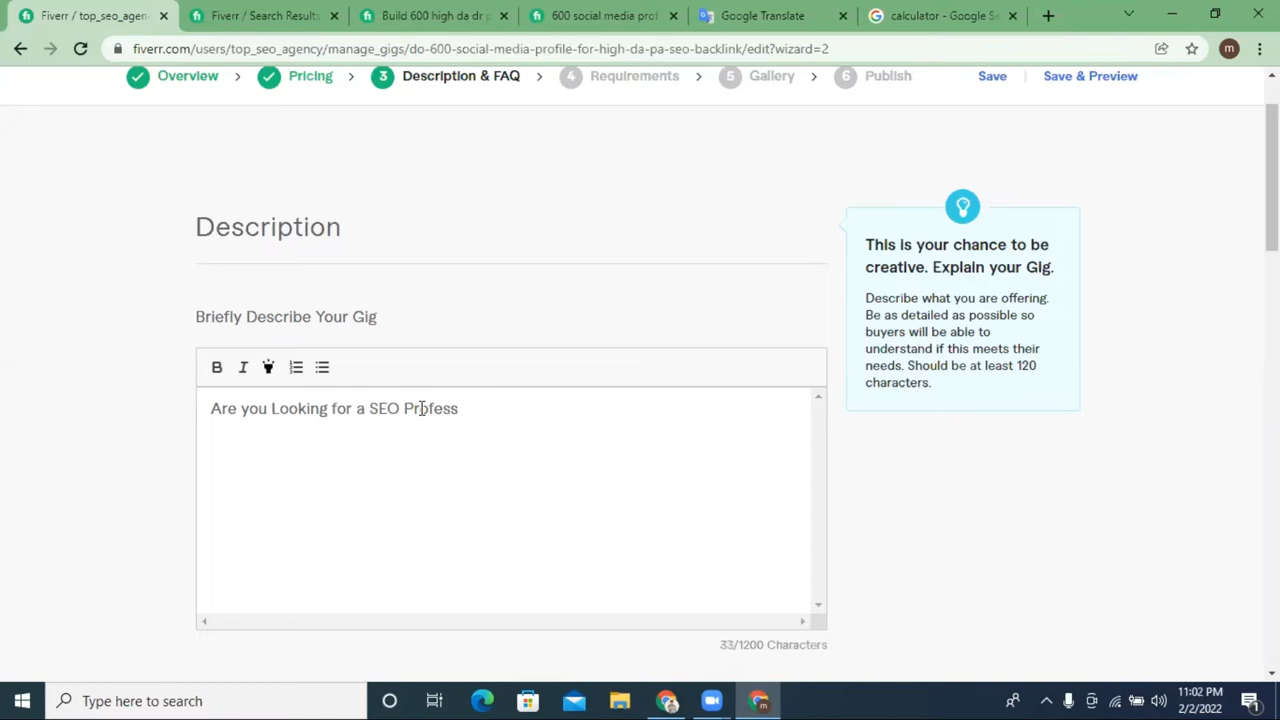 Fiverr / top_seo_agen
Fiverr / Search Results
Build 600 high da dr p
600 social media prof
Google Translate
calculator - Google Se
fiverr.com/users/top_seo_agency/manage_gigs/do-600-social-media-profile-for-high-da-pa-seo-backlink/edit?wizard=2
m
Overview
Pricing
3 Description & FAQ
4 Requirements
5 Gallery
6 Publish
Save
Save & Preview
Description
This is your chance to be
creative. Explain your Gig.
Describe what you are offering.
Be as detailed as possible so
buyers will be able to
understand if this meets their
needs. Should be at least 120
characters.
Briefly Describe Your Gig
B I
Are you Looking for a SEO Profess
33/1200 Characters
Type here to search
m
11:02 PM
2/2/2022
1